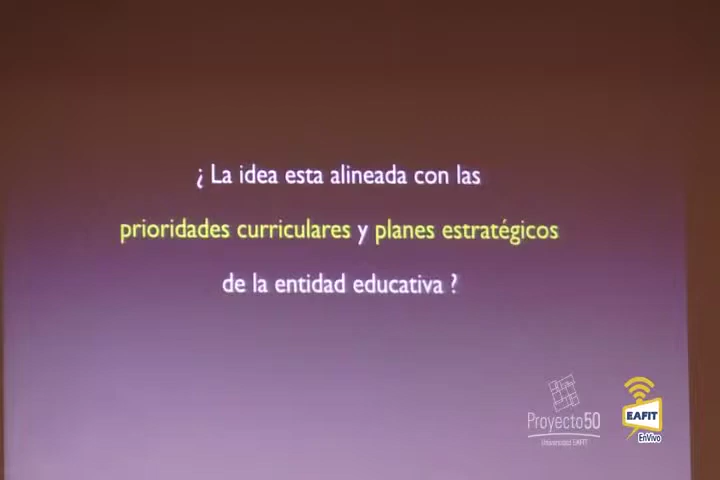 ¿ La idea esta alineada con las
prioridades curriculares y planes estratégicos
de la entidad educativa ?
Proyecto50
Universidad EAFIT
EAFIT
EnVivo